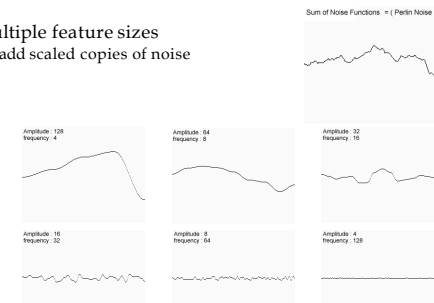 Sum of Noise Functions = ( Perlin Noise
ltiple feature sizes
add scaled copies of noise
Amplitude : 128
frequency : 4
Amplitude : 64
frequency : 8
Amplitude : 32
frequency : 16
Amplitude : 16
frequency : 32
Amplitude : 8
frequency : 64
Amplitude : 4
frequency : 128